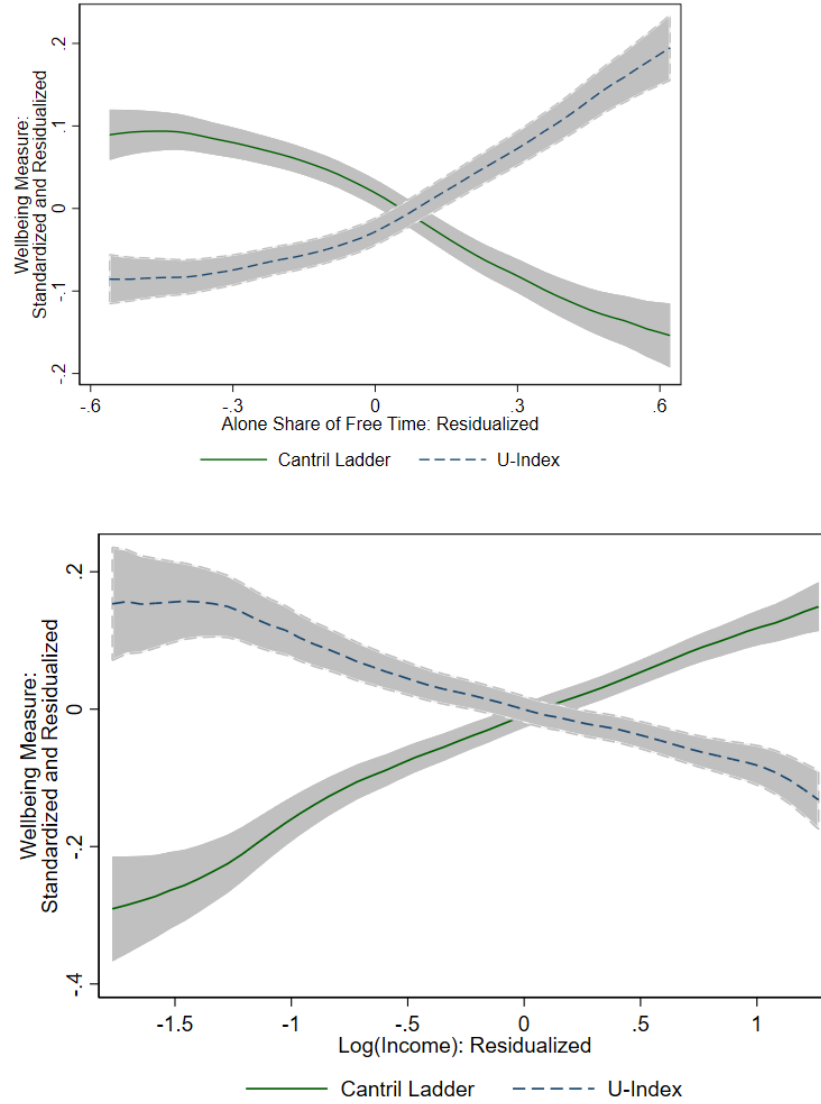 Wellbeing Measure:
Standardized and Residualized
.2
.1
0
-.1
-.2
-.6
-.3
0
.3
.6
Alone Share of Free Time: Residualized
Cantril Ladder
U-Index
Wellbeing Measure:
Standardized and Residualized
.2
0
-.2
-.4
-1.5
-1
-.5
0
.5
1
Log(Income): Residualized
Cantril Ladder
U-Index